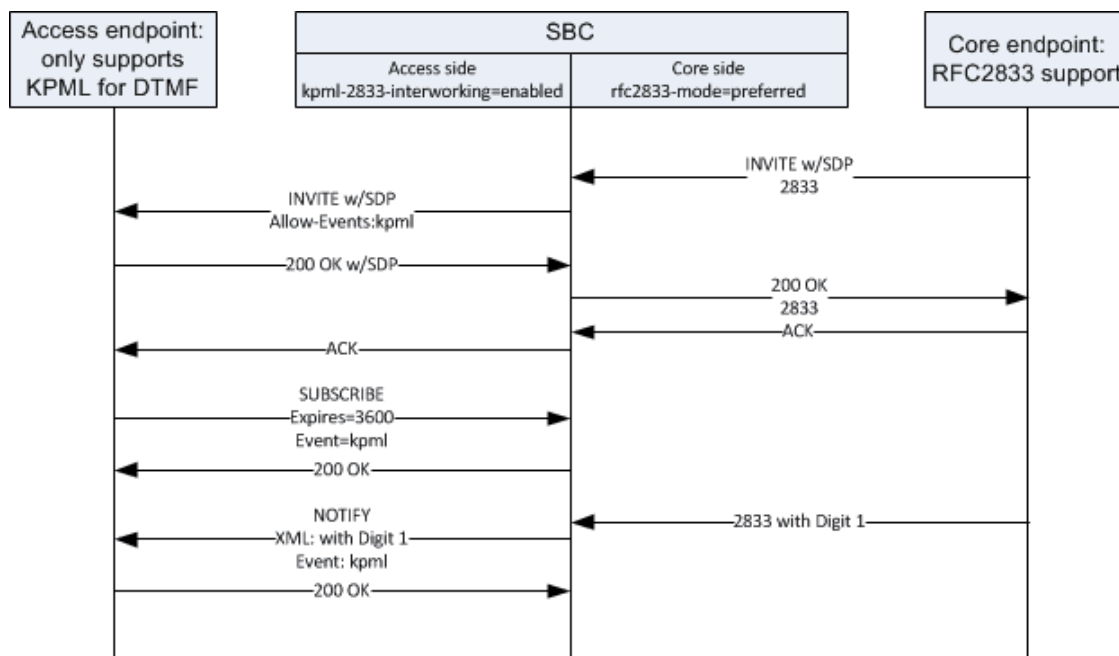 Access endpoint:
only supports
KPML for DTMF
SBC
Access side
kpml-2833-interworking=enabled
Core side
rfc2833-mode=preferred
Core endpoint:
RFC2833 support
INVITE w/SDP
2833
INVITE w/SDP
Allow-Events:kpml
200 OK w/SDP
200 OK
2833
ACK
ACK
SUBSCRIBE
Expires=3600
Event=kpml
200 OK
2833 with Digit 1
NOTIFY
XML: with Digit 1
Event: kpml
200 OK